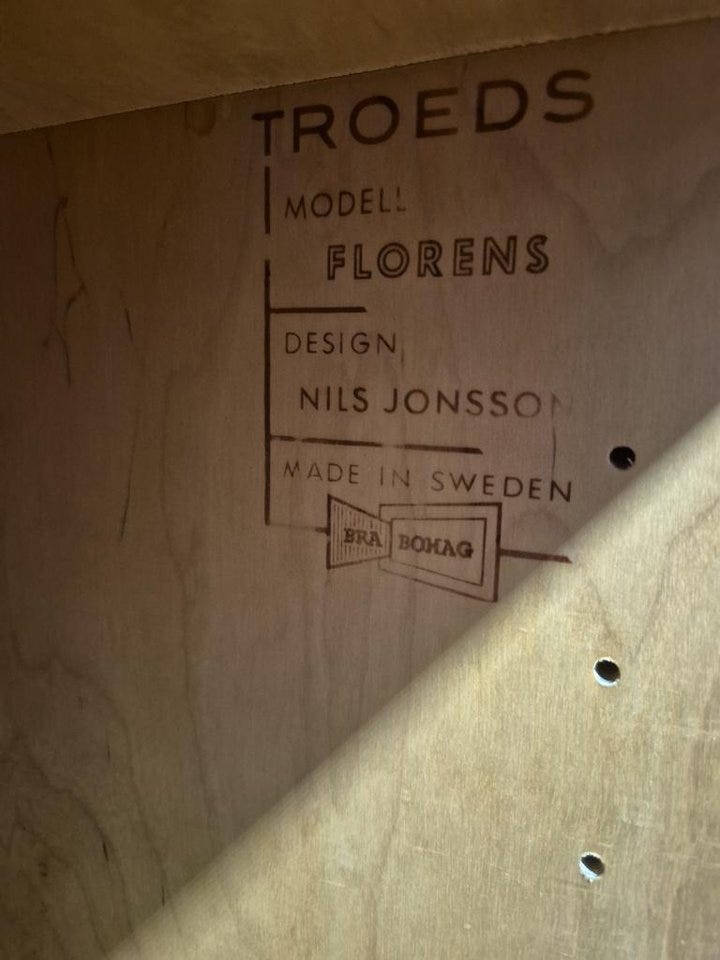 TROEDS
MODELL
FLORENS
DESIGN
NILS JONSSON
MADE IN SWEDEN
BRA BOHAG